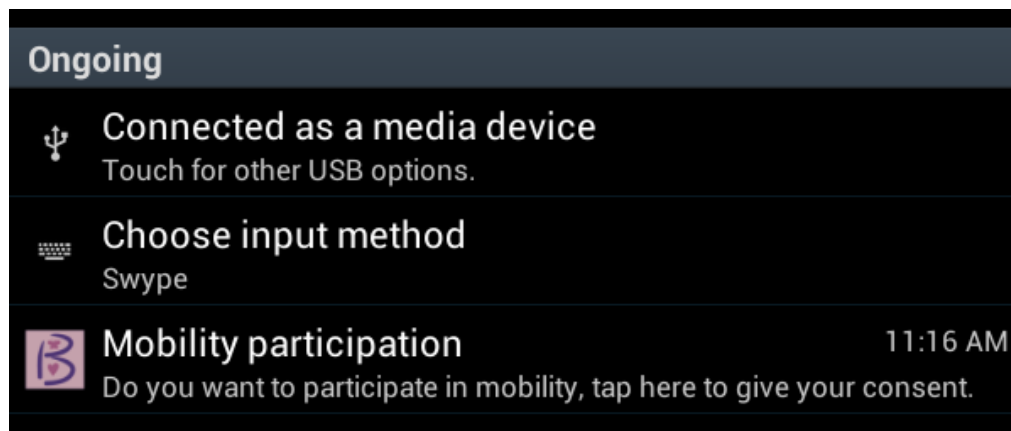 Ongoing
Connected as a media device
Touch for other USB options.
Choose input method
Swype
Mobility participation 11:16 AM
Do you want to participate in mobility, tap here to give your consent.
B